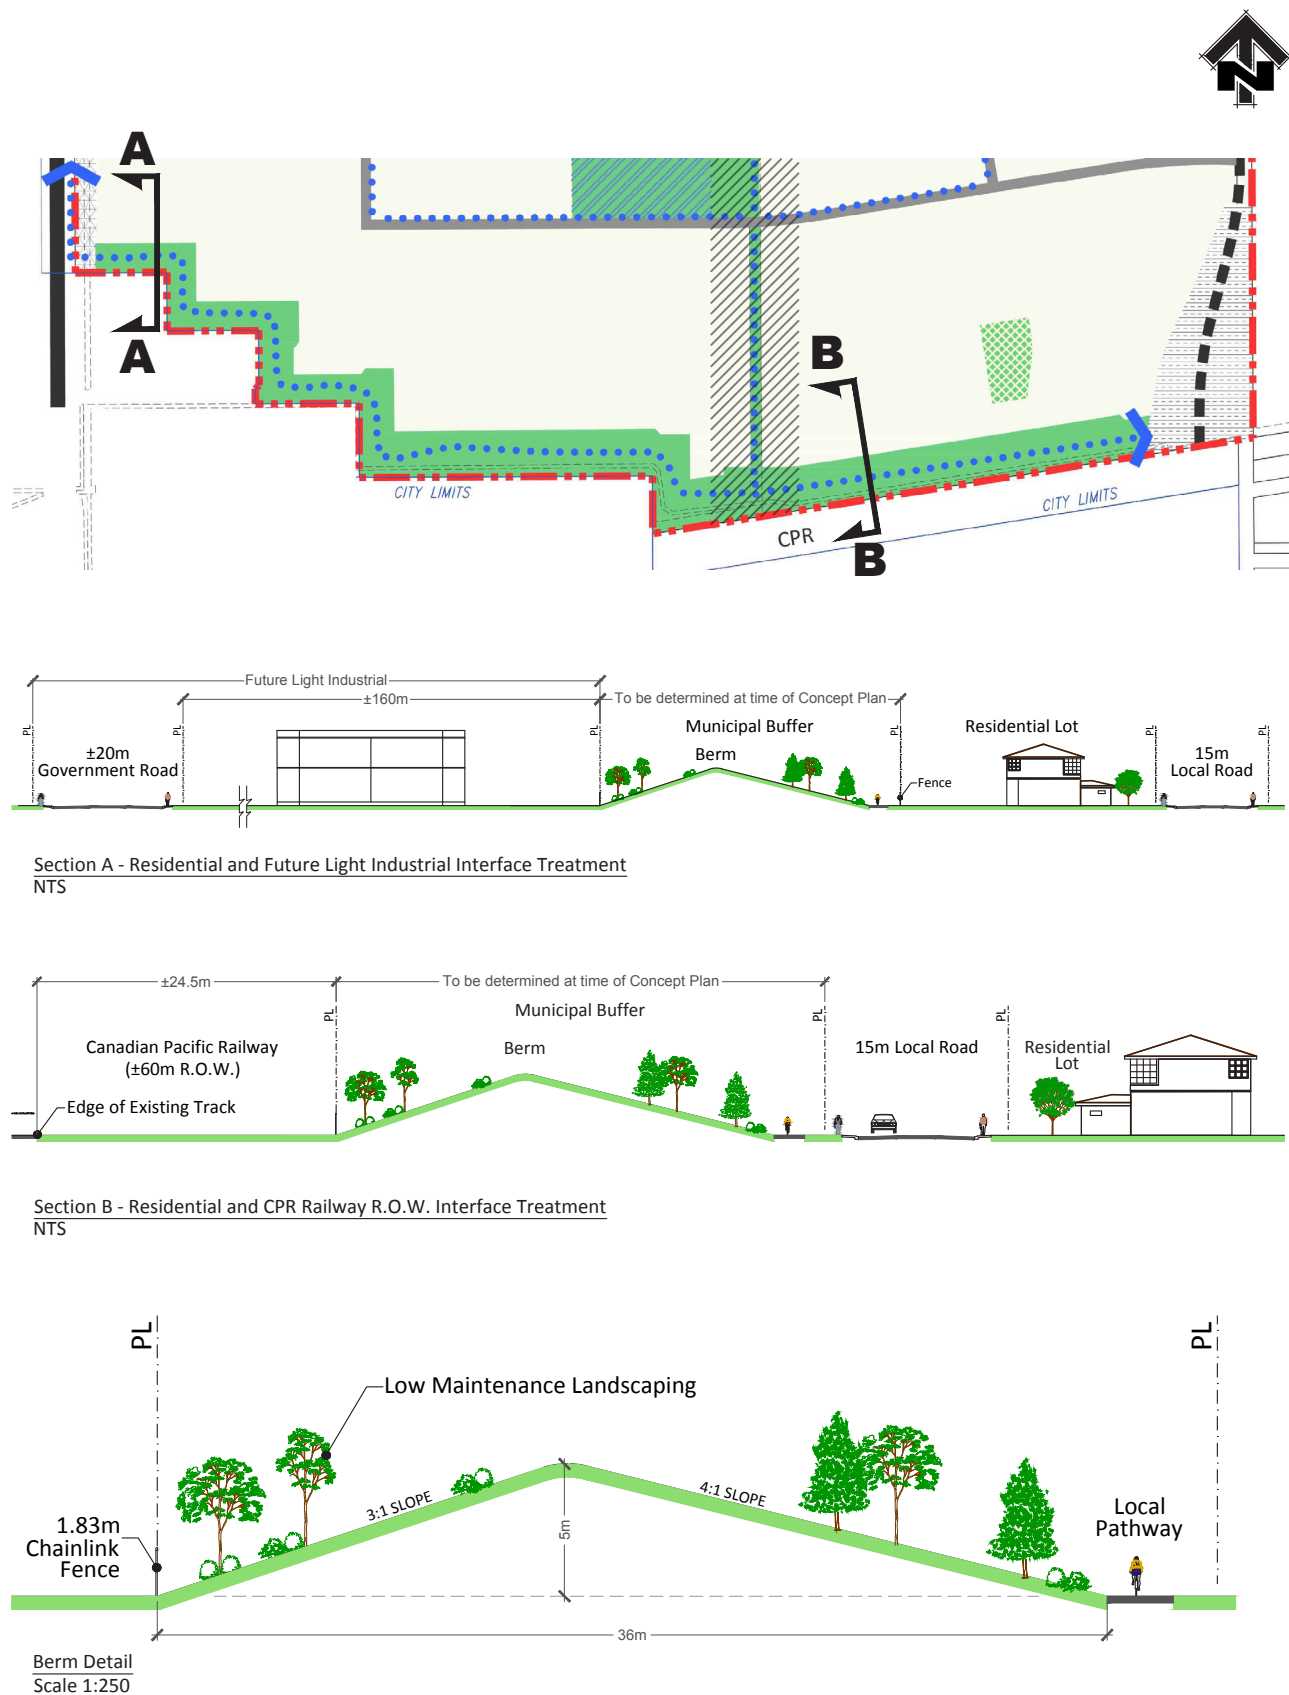 N
A
A
B
B
CITY LIMITS
CITY LIMITS
CPR
Future Light Industrial
±160m
To be determined at time of Concept Plan
PL
PL
PL
PL
PL
PL
±20m
Government Road
Municipal Buffer
Berm
Residential Lot
15m
Local Road
Fence
Section A - Residential and Future Light Industrial Interface Treatment
NTS
±24.5m
To be determined at time of Concept Plan
PL
PL
PL
Municipal Buffer
Canadian Pacific Railway
(±60m R.O.W.)
Berm
15m Local Road
Residential
Lot
Edge of Existing Track
Section B - Residential and CPR Railway R.O.W. Interface Treatment
NTS
PL
PL
Low Maintenance Landscaping
3:1 SLOPE
4:1 SLOPE
5m
1.83m
Chainlink
Fence
Local
Pathway
36m
Berm Detail
Scale 1:250